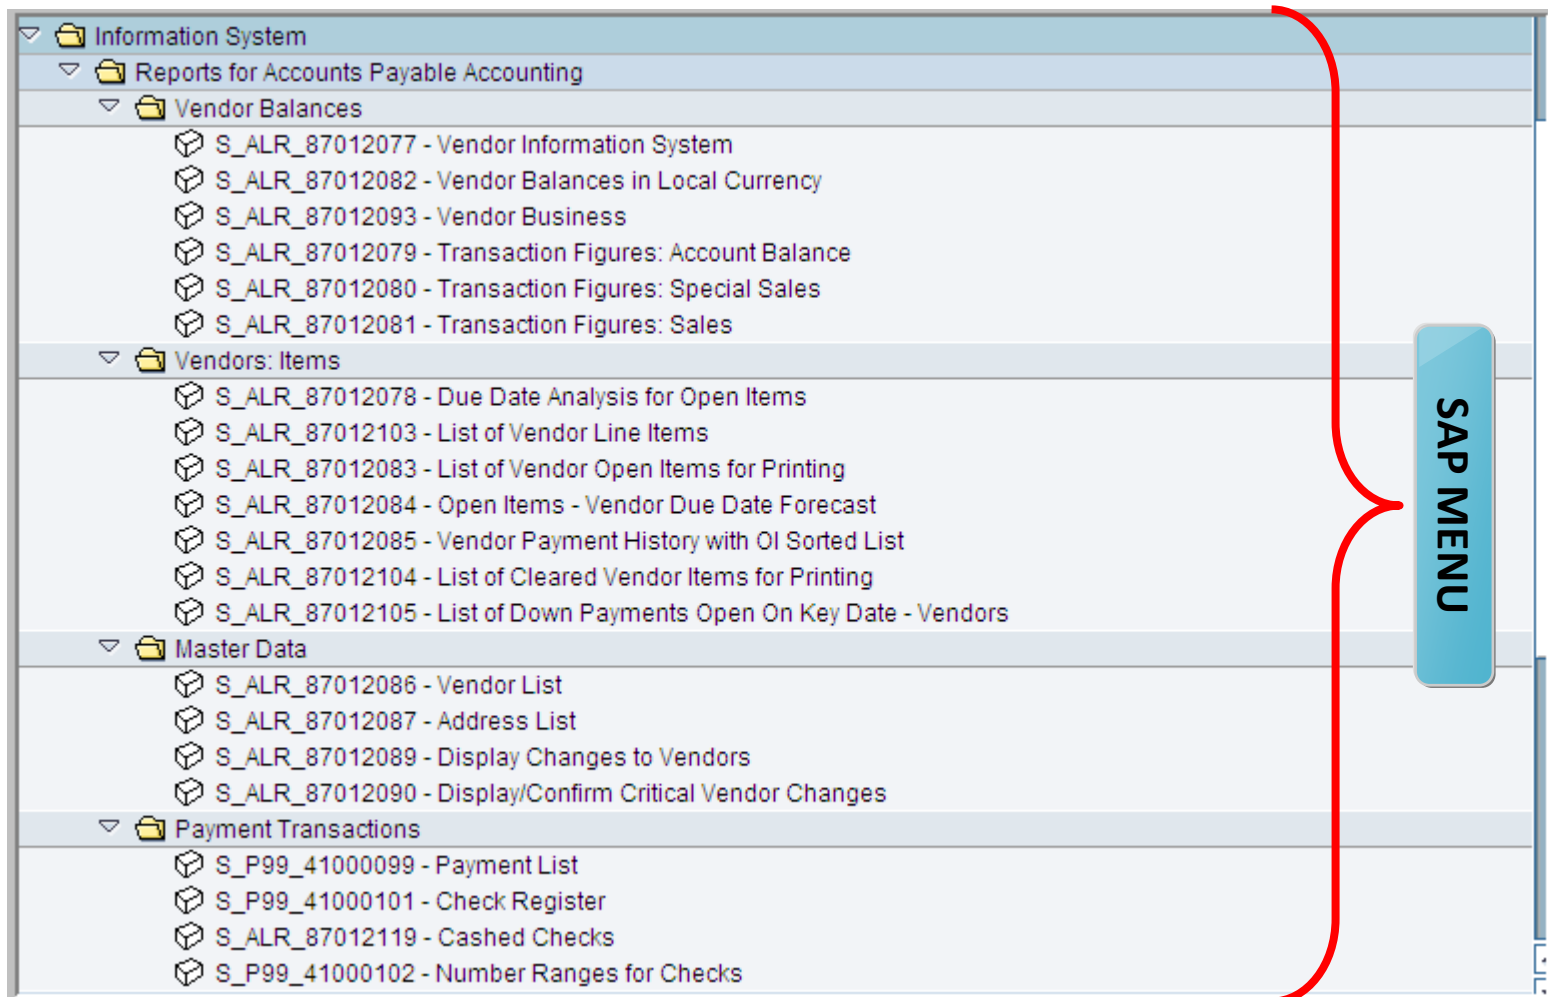 Information System
Reports for Accounts Payable Accounting
Vendor Balances
S_ALR_87012077 - Vendor Information System
S_ALR_87012082 - Vendor Balances in Local Currency
S_ALR_87012093 - Vendor Business
S_ALR_87012079 - Transaction Figures: Account Balance
S_ALR_87012080 - Transaction Figures: Special Sales
S_ALR_87012081 - Transaction Figures: Sales
Vendors: Items
S_ALR_87012078 - Due Date Analysis for Open Items
S_ALR_87012103 - List of Vendor Line Items
S_ALR_87012083 - List of Vendor Open Items for Printing
S_ALR_87012084 - Open Items - Vendor Due Date Forecast
S_ALR_87012085 - Vendor Payment History with OI Sorted List
S_ALR_87012104 - List of Cleared Vendor Items for Printing
S_ALR_87012105 - List of Down Payments Open On Key Date - Vendors
Master Data
S_ALR_87012086 - Vendor List
S_ALR_87012087 - Address List
S_ALR_87012089 - Display Changes to Vendors
S_ALR_87012090 - Display/Confirm Critical Vendor Changes
Payment Transactions
S_P99_41000099 - Payment List
S_P99_41000101 - Check Register
S_ALR_87012119 - Cashed Checks
S_P99_41000102 - Number Ranges for Checks
SAP MENU